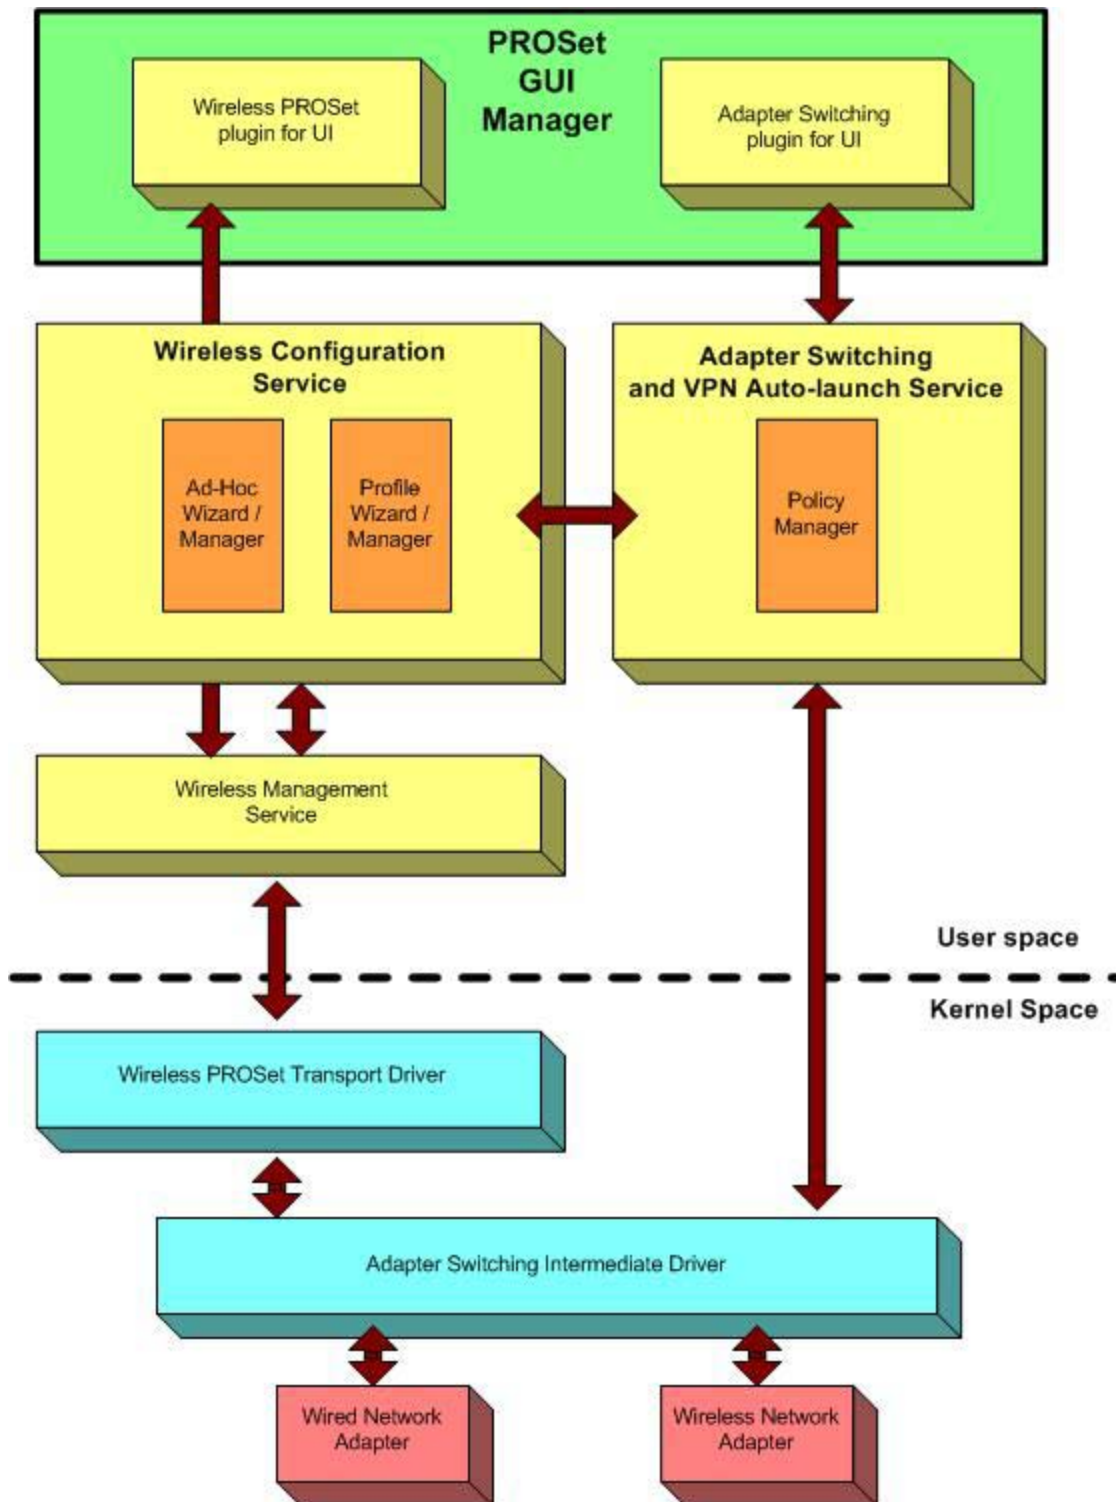 PROSet
GUI
Manager
Wireless PROSet
plugin for UI
Adapter Switching
plugin for UI
Wireless Configuration
Service
Ad-Hoc
Wizard /
Manager
Profile
Wizard /
Manager
Adapter Switching
and VPN Auto-launch Service
Policy
Manager
Wireless Management
Service
User space
Kernel Space
Wireless PROSet Transport Driver
Adapter Switching Intermediate Driver
Wired Network
Adapter
Wireless Network
Adapter